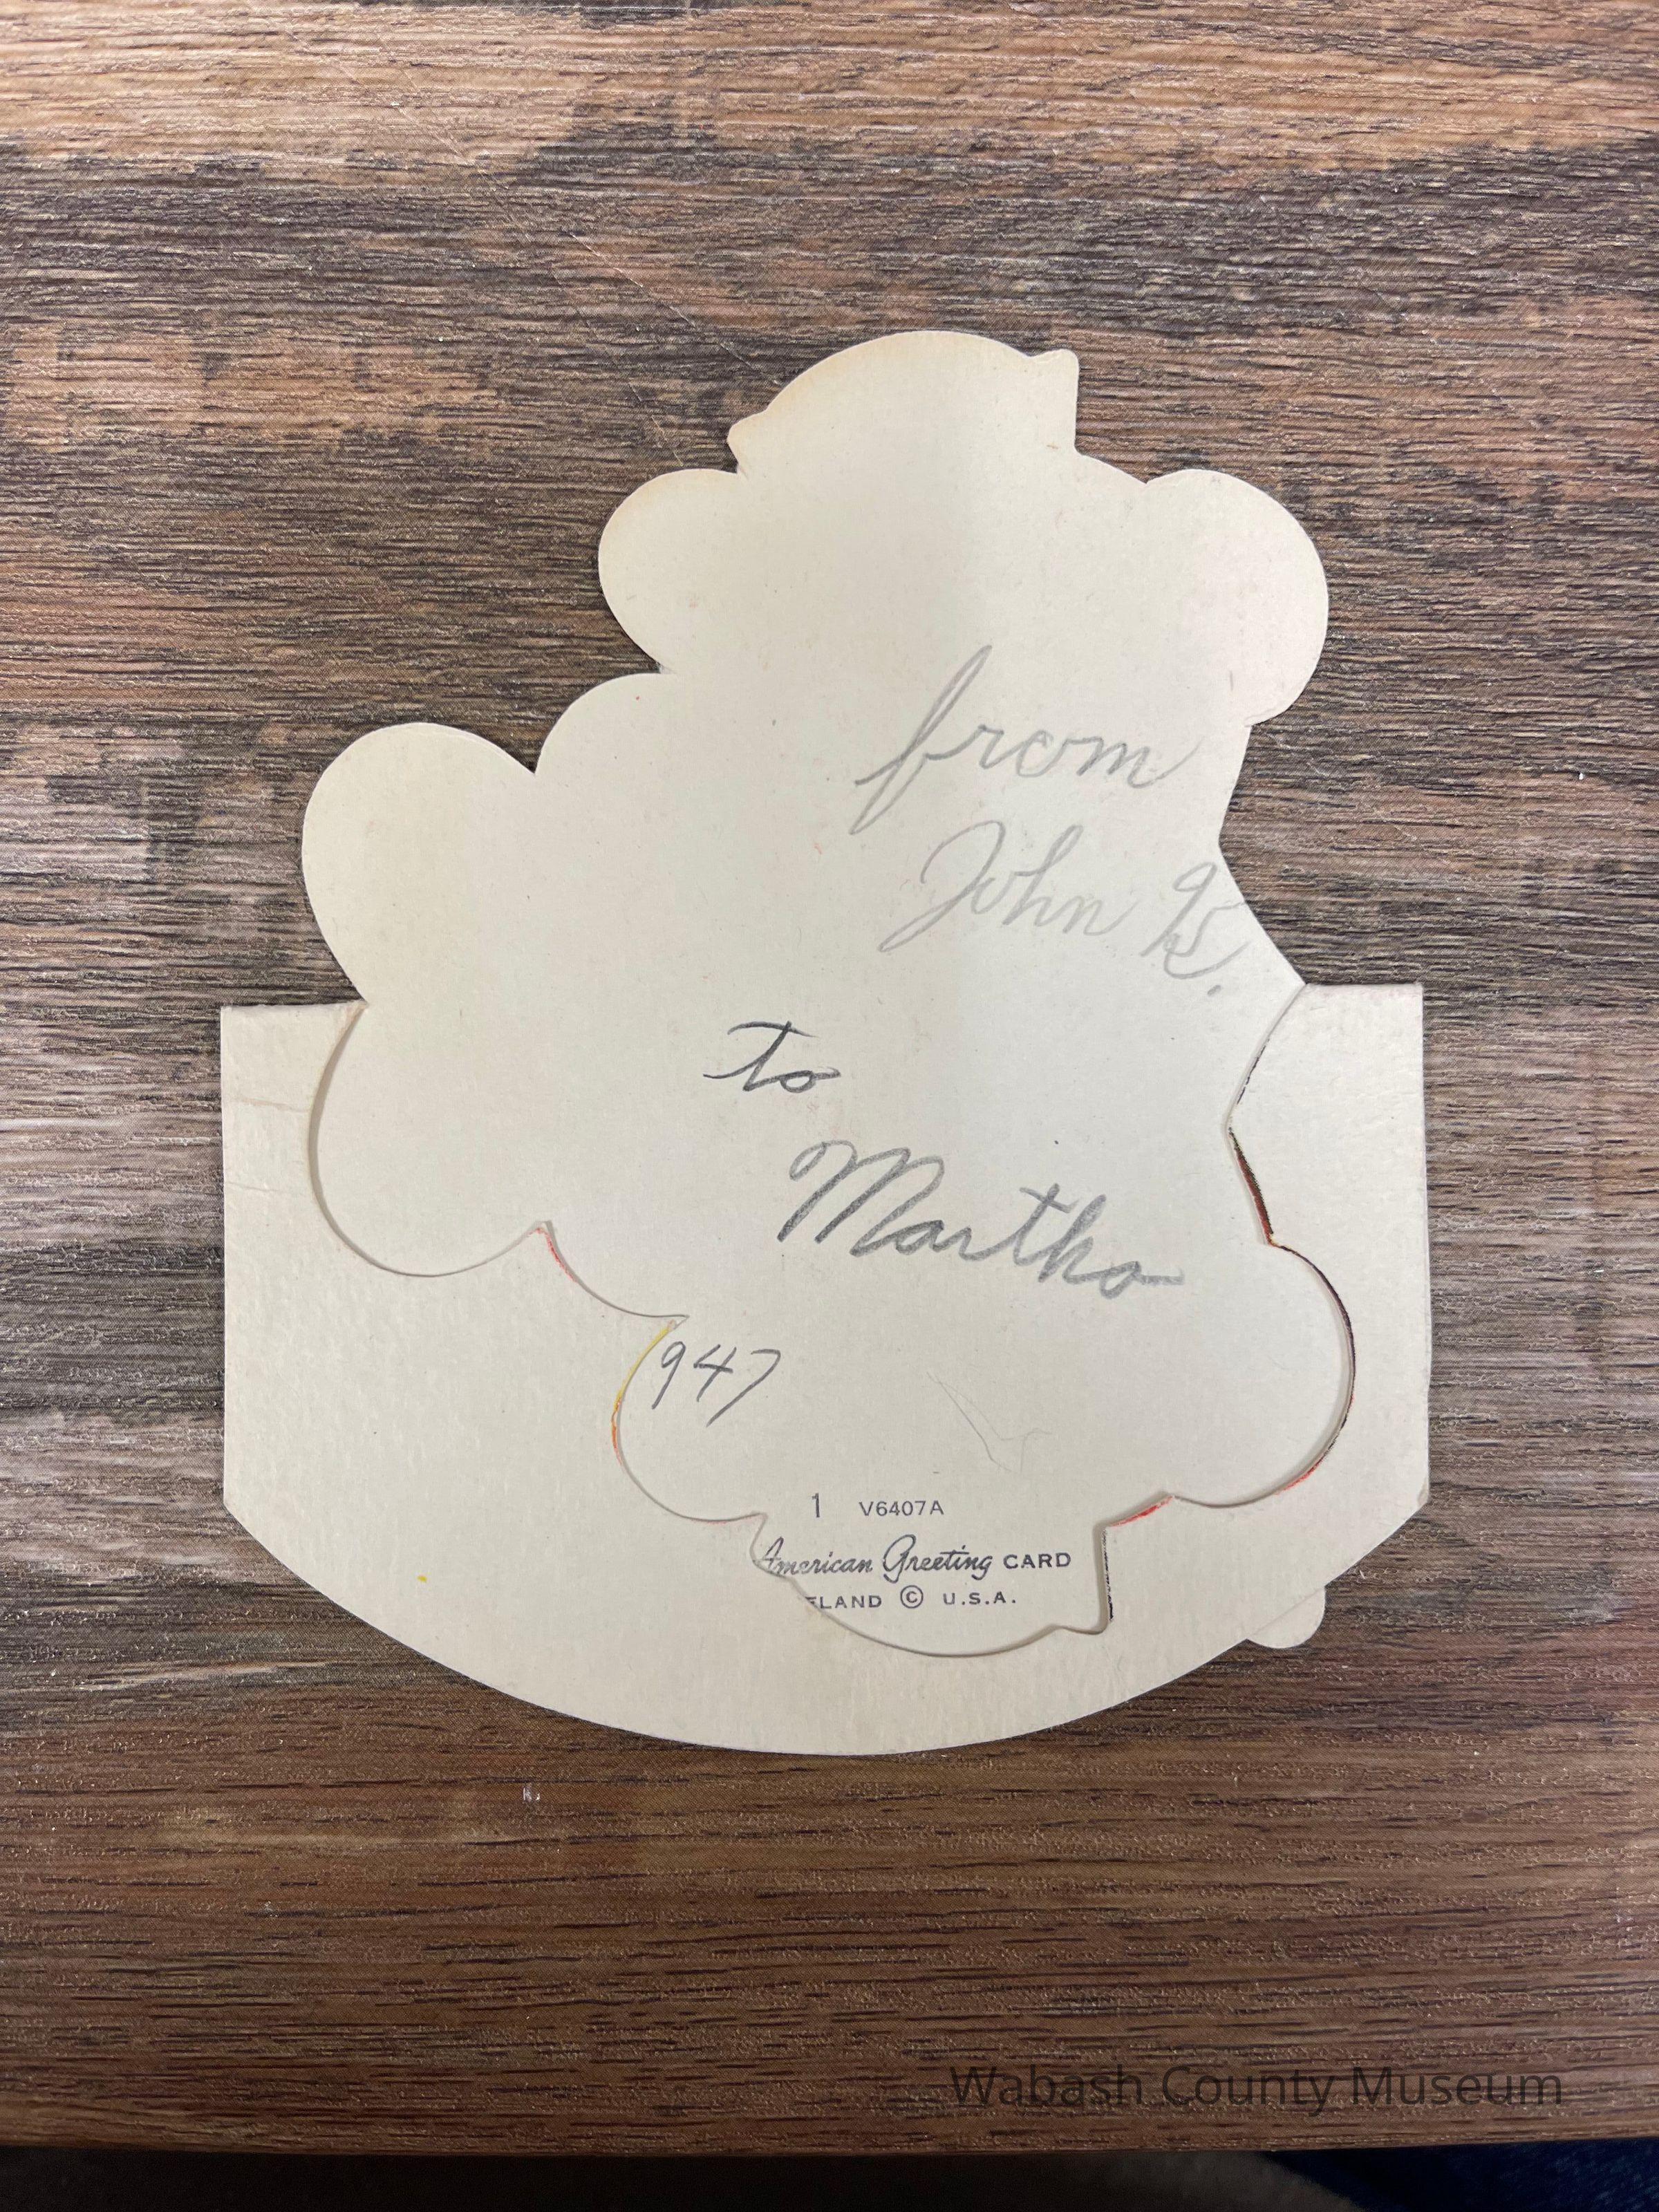 from
John K.
to
Martha
947
1 V6407A
American Greeting CARD
ELAND © U.S.A.
Wabash County Museum